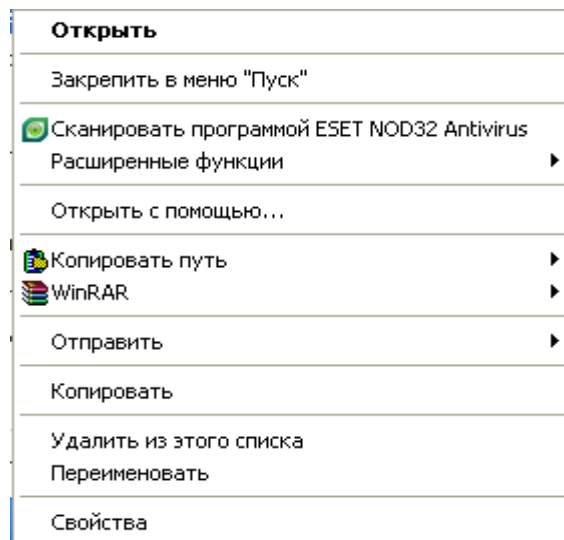 Открыть
Закрепить в меню "Пуск"
Сканировать программой ESET NOD32 Antivirus
Расширенные функции
Открыть с помощью...
Копировать путь
WinRAR
Отправить
Копировать
Удалить из этого списка
Переименовать
Свойства